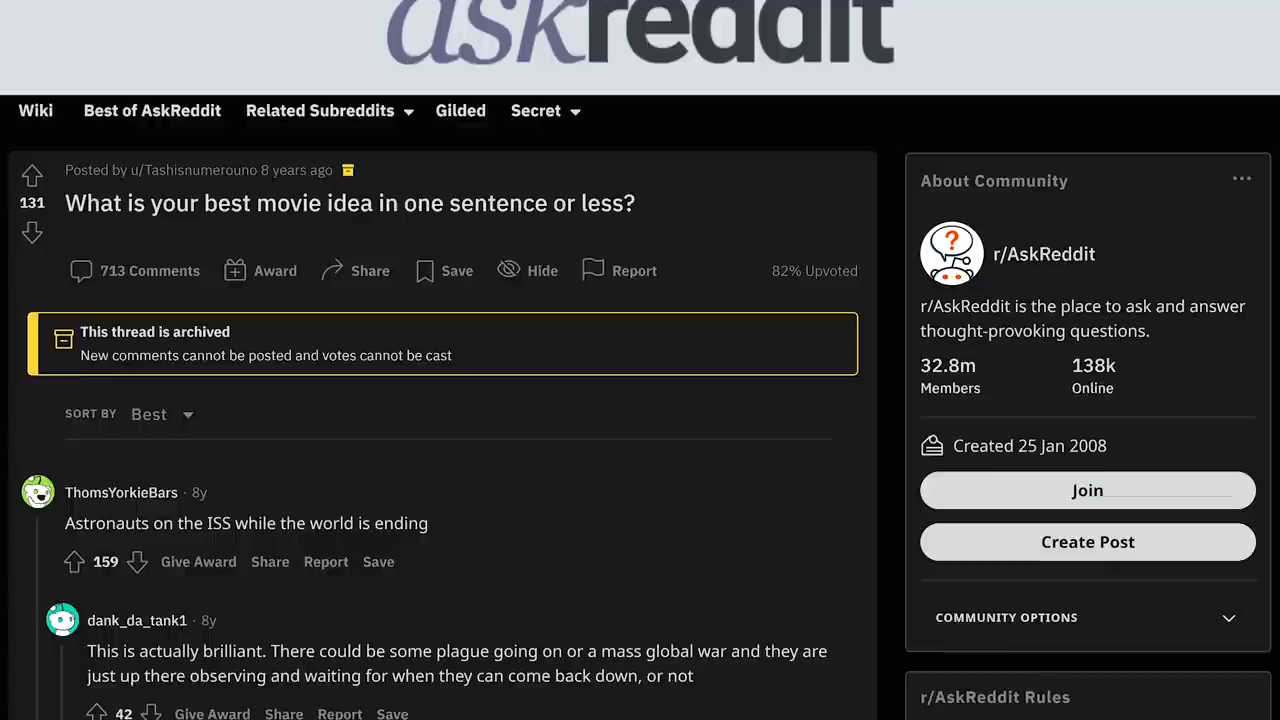 askreddit
Wiki Best of AskReddit Related Subreddits Gilded Secret
Posted by u/Tashisnumerouno 8 years ago
131
What is your best movie idea in one sentence or less?
713 Comments Award Share Save Hide Report 82% Upvoted
This thread is archived
New comments cannot be posted and votes cannot be cast
SORT BY Best
ThomsYorkieBars · 8y
Astronauts on the ISS while the world is ending
159 Give Award Share Report Save
dank_da_tank1 · 8y
This is actually brilliant. There could be some plague going on or a mass global war and they are
just up there observing and waiting for when they can come back down, or not
42 Give Award Share Report Save
About Community
r/AskReddit
r/AskReddit is the place to ask and answer
thought-provoking questions.
32.8m 138k
Members Online
Created 25 Jan 2008
Join
Create Post
COMMUNITY OPTIONS
r/AskReddit Rules